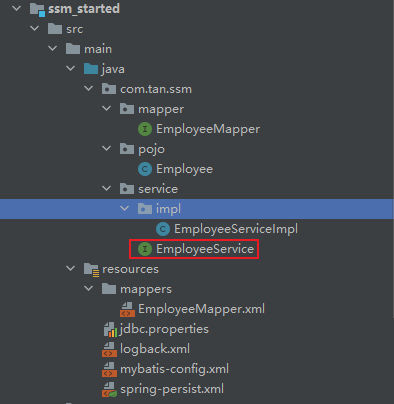 ssm_started
src
main
java
com.tan.ssm
mapper
EmployeeMapper
pojo
Employee
service
impl
EmployeeServiceImpl
EmployeeService
resources
mappers
EmployeeMapper.xml
jdbc.properties
logback.xml
mybatis-config.xml
spring-persist.xml